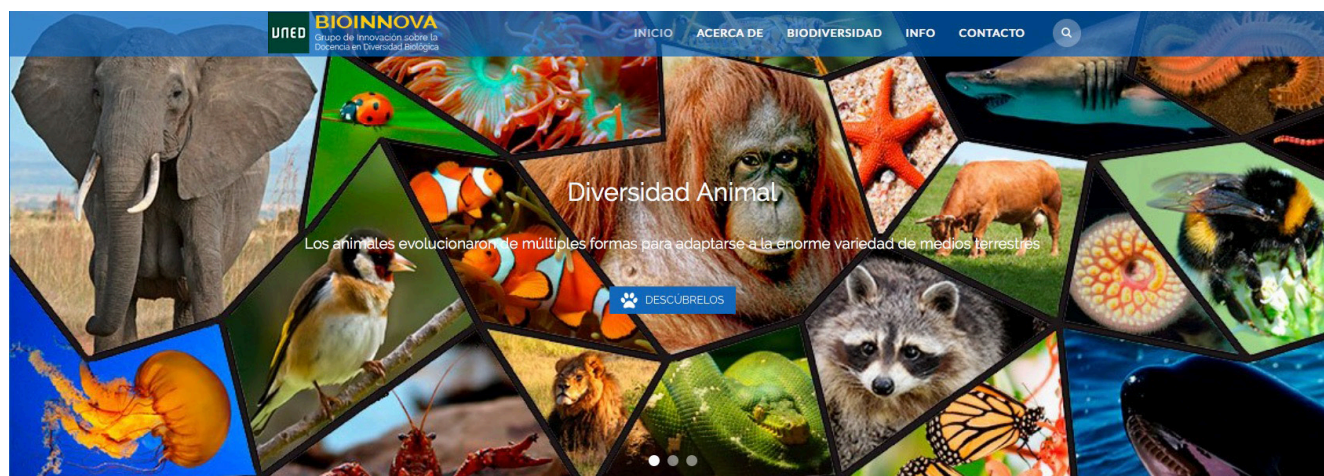 UNED
BIOINNOVA
Grupo de Innovación sobre la
Docencia en Diversidad Biológica
INICIO ACERCA DE BIODIVERSIDAD INFO CONTACTO
Diversidad Animal
Los animales evolucionaron de múltiples formas para adaptarse a la enorme variedad de medios terrestres
DESCÚBRELOS